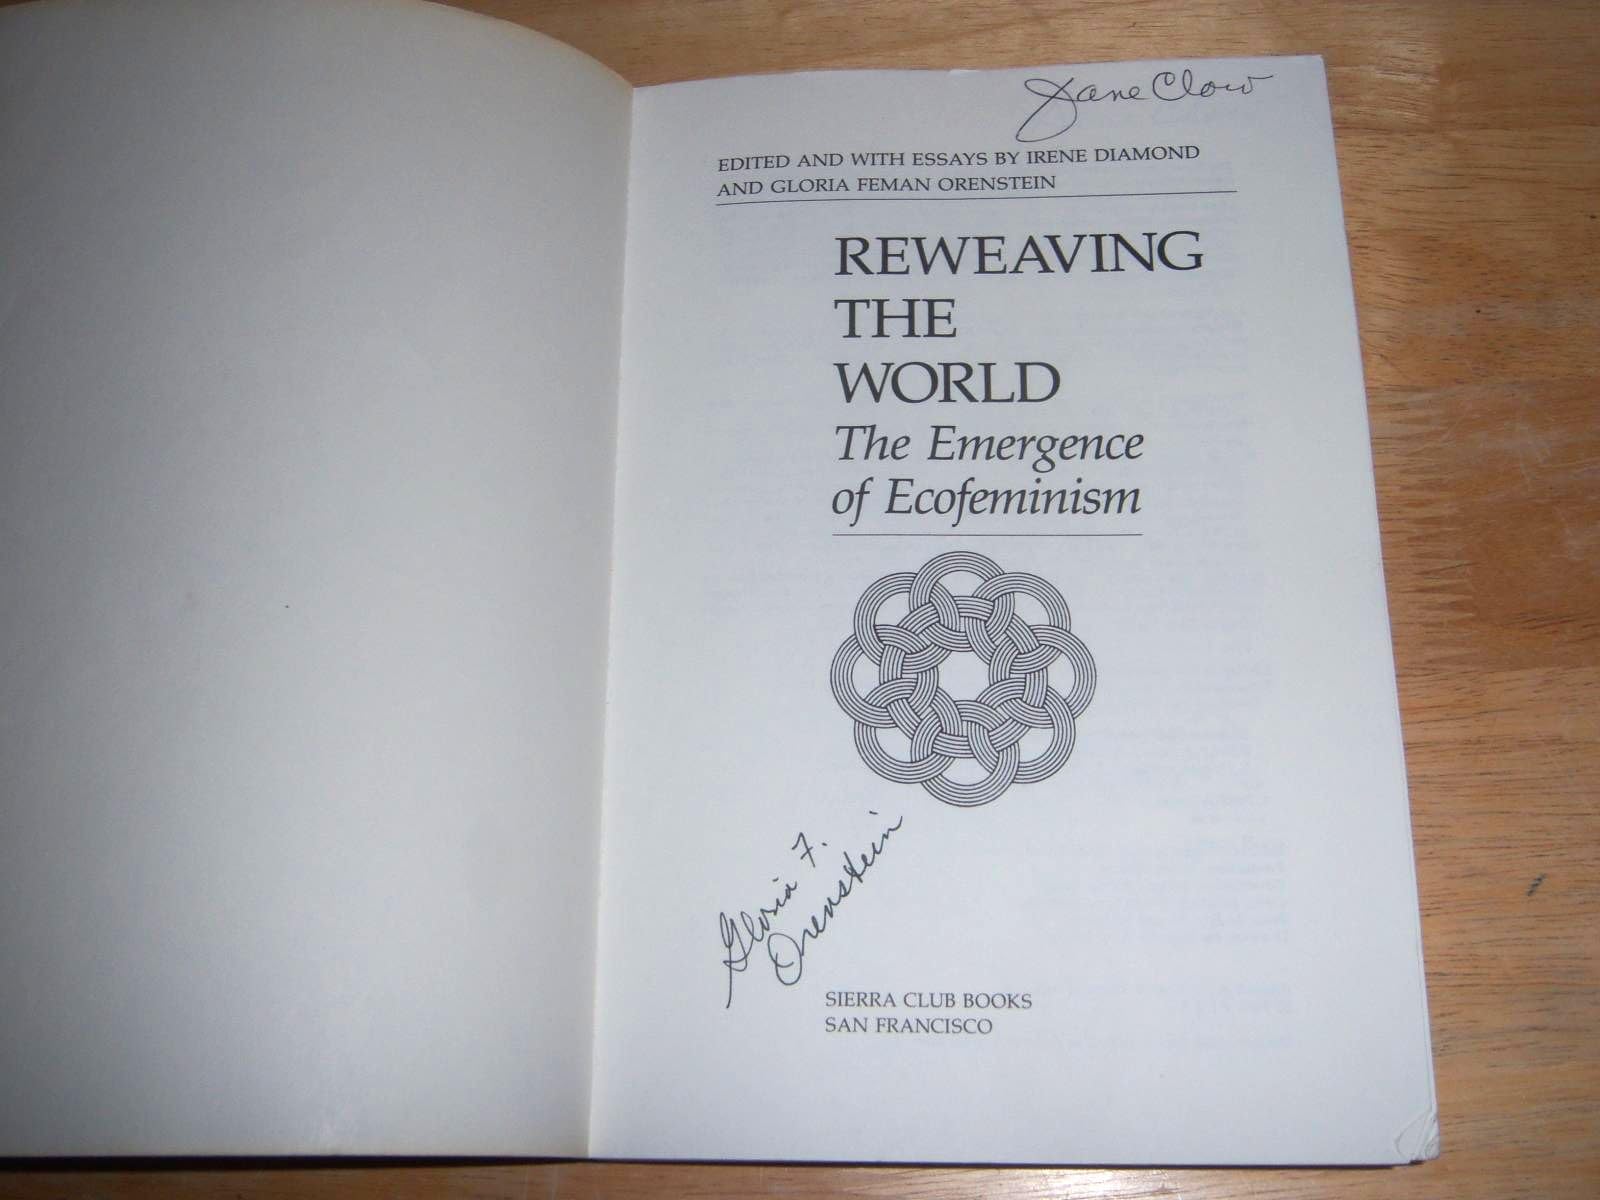 Jane Clow
EDITED AND WITH ESSAYS BY IRENE DIAMOND
AND GLORIA FEMAN ORENSTEIN
REWEAVING
THE
WORLD
The Emergence
of Ecofeminism
Gloria F.
Orenstein
SIERRA CLUB BOOKS
SAN FRANCISCO